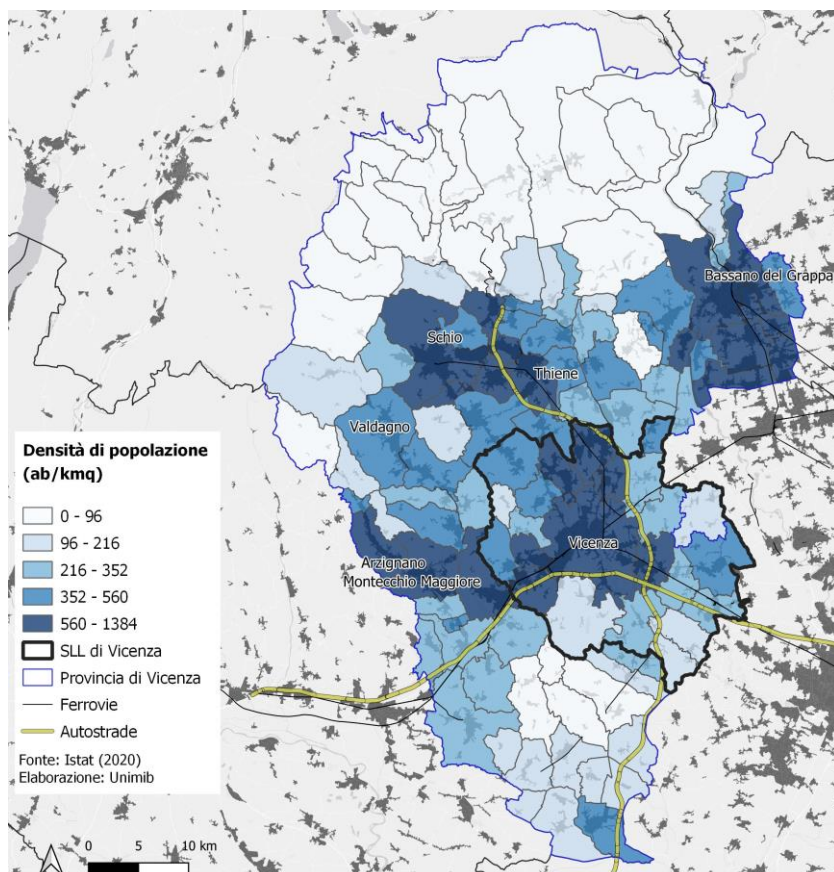 Bassano del Grappa
Schio
Thiene
Valdagno
Vicenza
Arzignano
Montecchio Maggiore
Densità di popolazione
(ab/kmq)
0 - 96
96 - 216
216 - 352
352 - 560
560 - 1384
SLL di Vicenza
Provincia di Vicenza
Ferrovie
Autostrade
Fonte: Istat (2020)
Elaborazione: Unimib
0 5 10 km